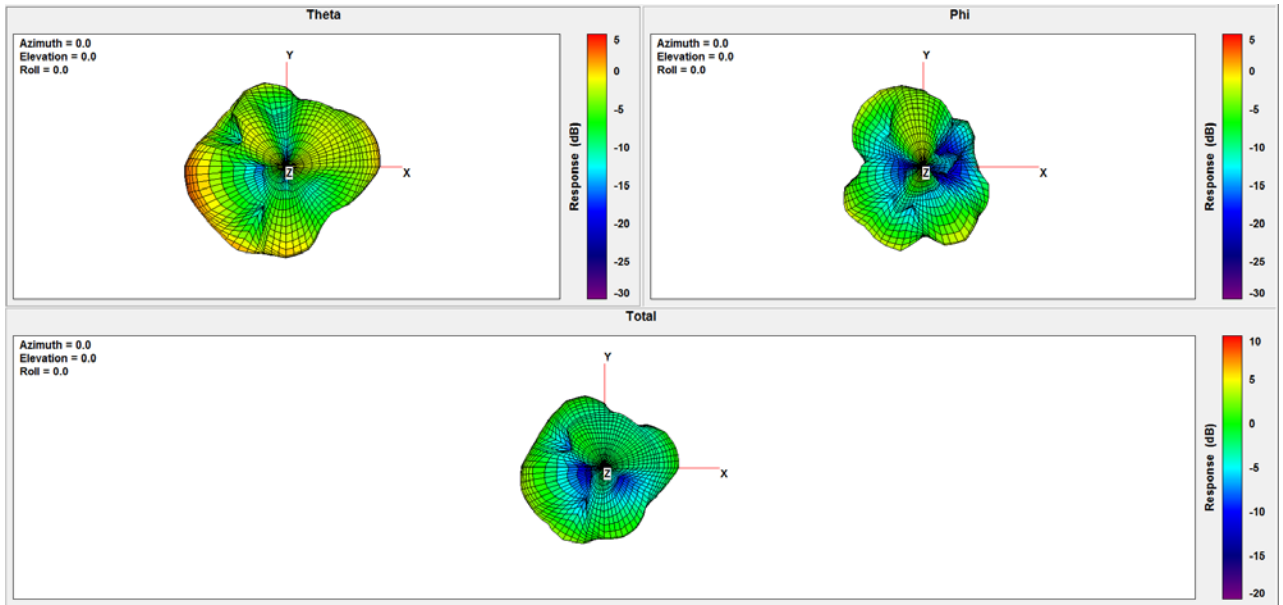 Theta
Azimuth = 0.0
Elevation = 0.0
Roll = 0.0
Y
X
Z
Response (dB)
5
0
-5
-10
-15
-20
-25
-30
Phi
Azimuth = 0.0
Elevation = 0.0
Roll = 0.0
Y
X
Z
Response (dB)
5
0
-5
-10
-15
-20
-25
-30
Total
Azimuth = 0.0
Elevation = 0.0
Roll = 0.0
Y
X
Z
Response (dB)
10
5
0
-5
-10
-15
-20